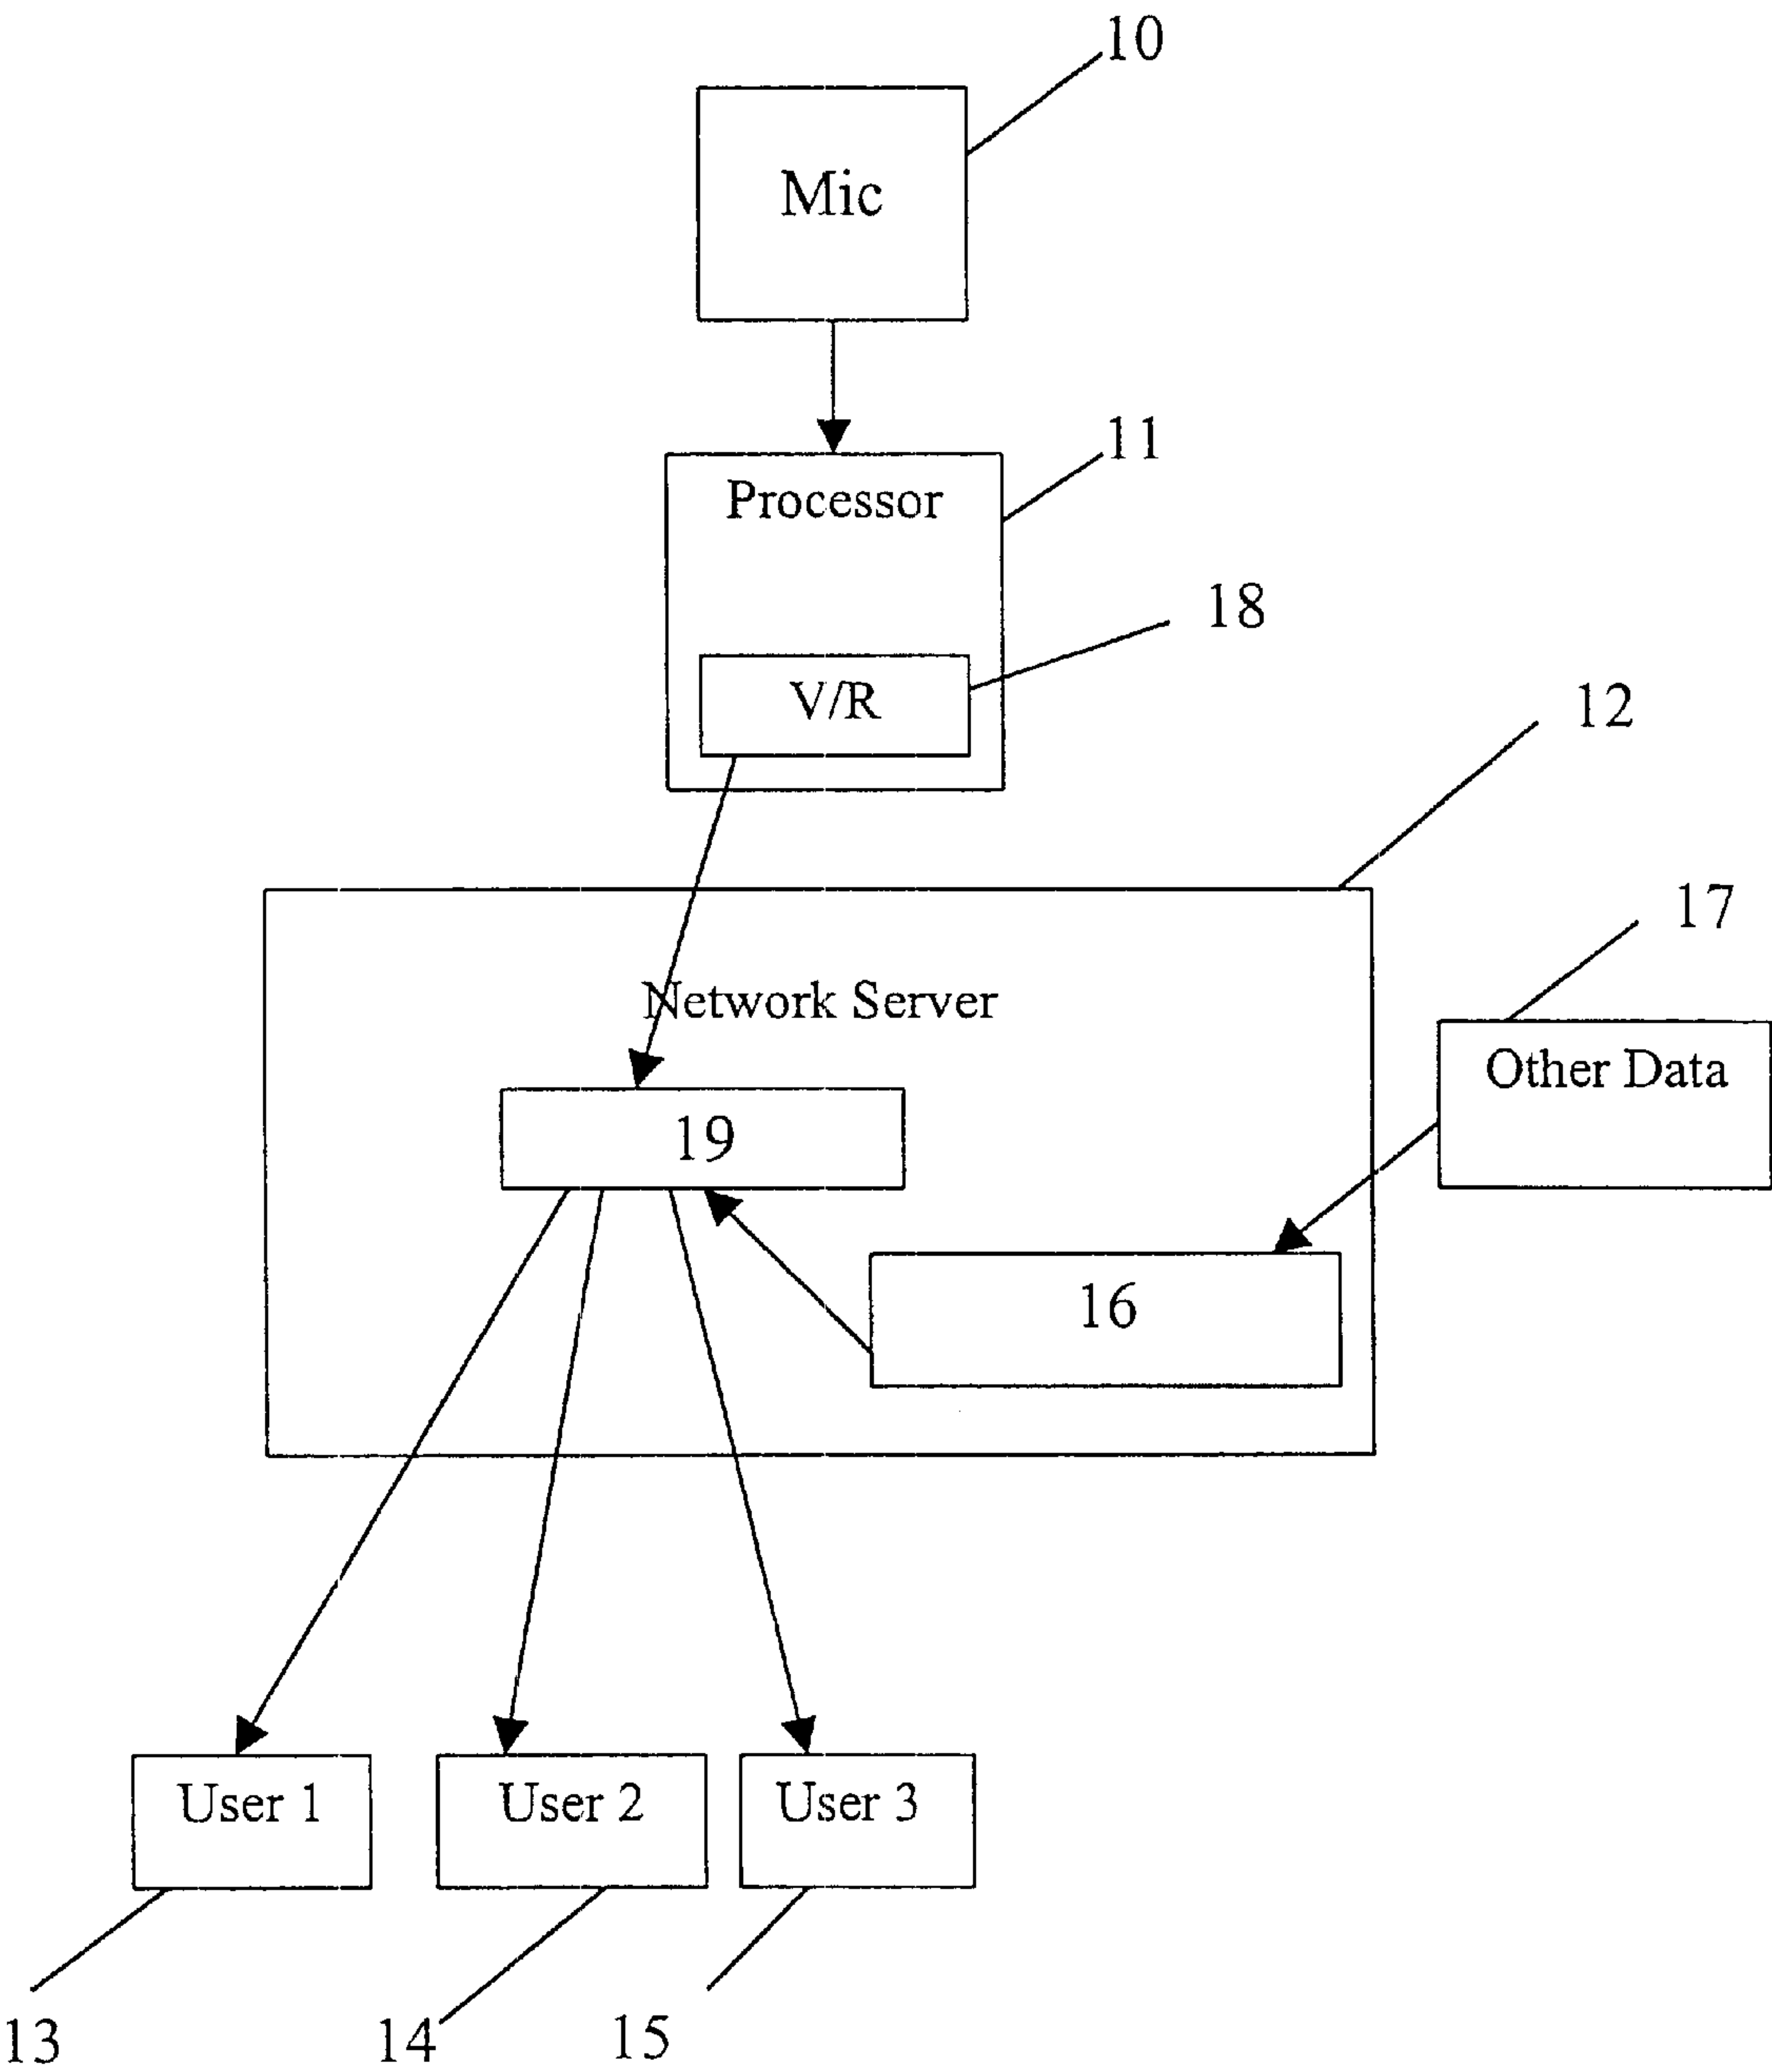 10
Mic
11
Processor
18
V/R
12
17
Network Server
Other Data
19
16
User 1
User 2
User 3
13
14
15